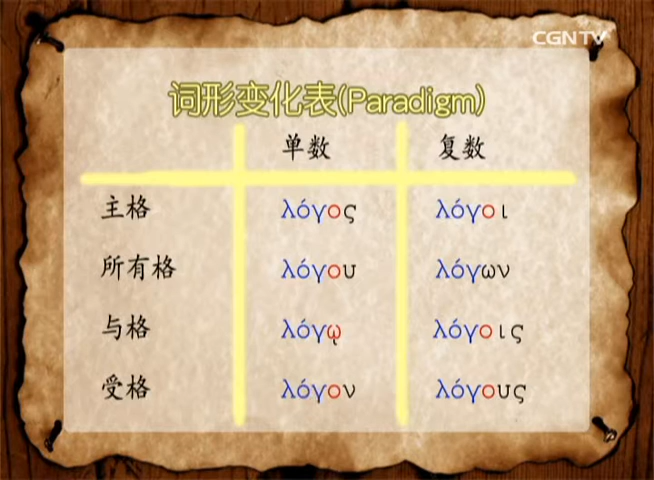 CGNTV
词形变化表(Paradigm)
单数 复数
主格 λόγος λόγοι
所有格 λόγου λόγων
与格 λόγῳ λόγοις
受格 λόγον λόγους